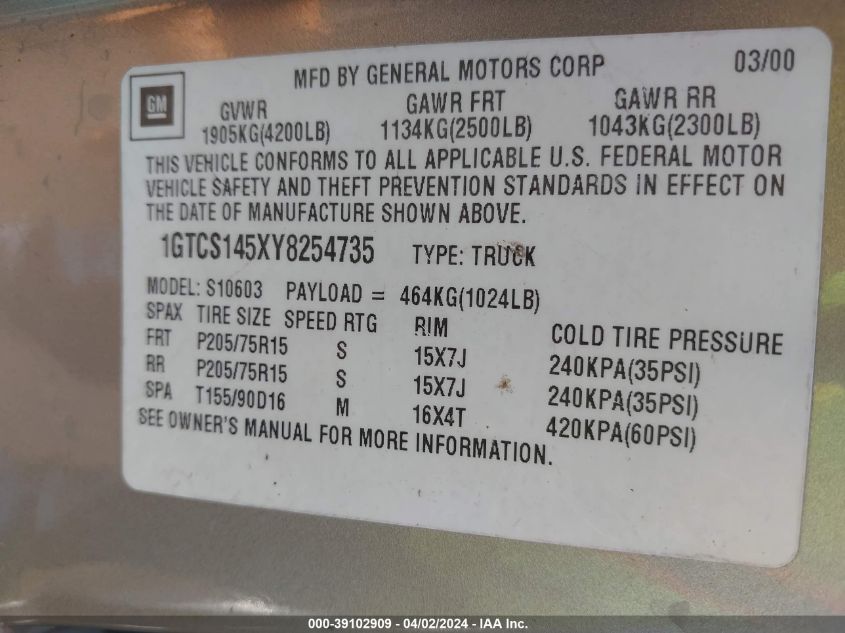 MFD BY GENERAL MOTORS CORP 03/00
GM
GVWR GAWR FRT GAWR RR
1905KG(4200LB) 1134KG(2500LB) 1043KG(2300LB)
THIS VEHICLE CONFORMS TO ALL APPLICABLE U.S. FEDERAL MOTOR
VEHICLE SAFETY AND THEFT PREVENTION STANDARDS IN EFFECT ON
THE DATE OF MANUFACTURE SHOWN ABOVE.
1GTCS145XY8254735 TYPE: TRUCK
MODEL: S10603 PAYLOAD = 464KG(1024LB)
SPAX TIRE SIZE SPEED RTG RIM COLD TIRE PRESSURE
FRT P205/75R15 S 15X7J 240KPA(35PSI)
RR P205/75R15 S 15X7J 240KPA(35PSI)
SPA T155/90D16 M 16X4T 420KPA(60PSI)
SEE OWNER'S MANUAL FOR MORE INFORMATION.
000-39102909 - 04/02/2024 - IAA Inc.